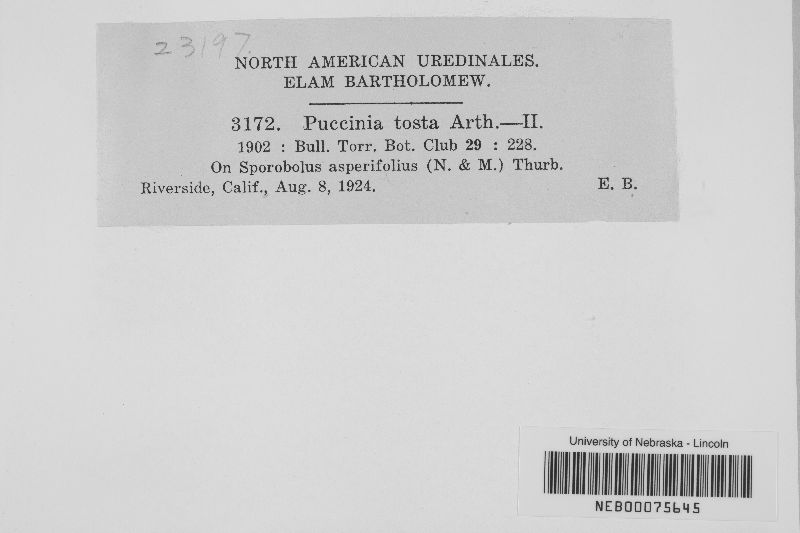 23197.
NORTH AMERICAN UREDINALES.
ELAM BARTHOLOMEW.
3172. Puccinia tosta Arth.—II.
1902 : Bull. Torr. Bot. Club 29 : 228.
On Sporobolus asperifolius (N. & M.) Thurb.
Riverside, Calif., Aug. 8, 1924. E. B.
University of Nebraska - Lincoln
NEB00075645